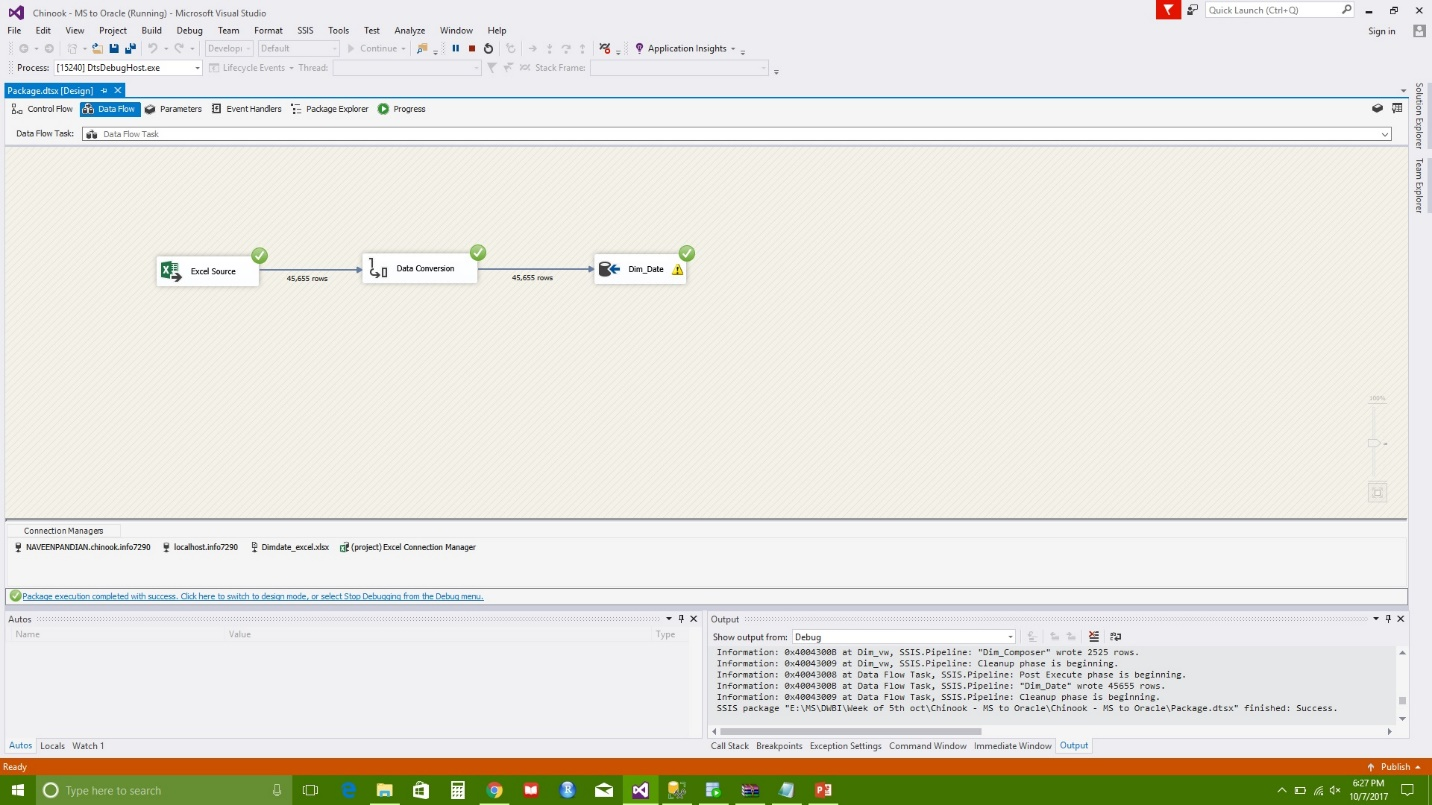 Chinook - MS to Oracle (Running) - Microsoft Visual Studio
Quick Launch (Ctrl+Q)
File Edit View Project Build Debug Team Format SSIS Tools Test Analyze Window Help
Sign in
Develop Default Continue Application Insights
Process: [15240] DtsDebugHost.exe Lifecycle Events Thread: Stack Frame:
Package.dtsx [Design]
Control Flow Data Flow Parameters Event Handlers Package Explorer Progress
Data Flow Task: Data Flow Task
Solution Explorer
Team Explorer
Excel Source
45,655 rows
Data Conversion
45,655 rows
Dim_Date
100%
Connection Managers
NAVEENPANDIAN.chinook.info7290 localhost.info7290 Dimdate_excel.xlsx (project) Excel Connection Manager
Package execution completed with success. Click here to switch to design mode, or select Stop Debugging from the Debug menu.
Autos
Name Value Type
Autos Locals Watch 1
Output
Show output from: Debug
Information: 0x40043008 at Dim_vw, SSIS.Pipeline: "Dim_Composer" wrote 2525 rows.
Information: 0x40043009 at Dim_vw, SSIS.Pipeline: Cleanup phase is beginning.
Information: 0x40043008 at Data Flow Task, SSIS.Pipeline: Post Execute phase is beginning.
Information: 0x4004300B at Data Flow Task, SSIS.Pipeline: "Dim_Date" wrote 45655 rows.
Information: 0x40043009 at Data Flow Task, SSIS.Pipeline: Cleanup phase is beginning.
SSIS package "E:\MS\DWBI\Week of 5th oct\Chinook - MS to Oracle\Chinook - MS to Oracle\Package.dtsx" finished: Success.
Call Stack Breakpoints Exception Settings Command Window Immediate Window Output
Ready
Publish
Type here to search
6:27 PM
10/7/2017